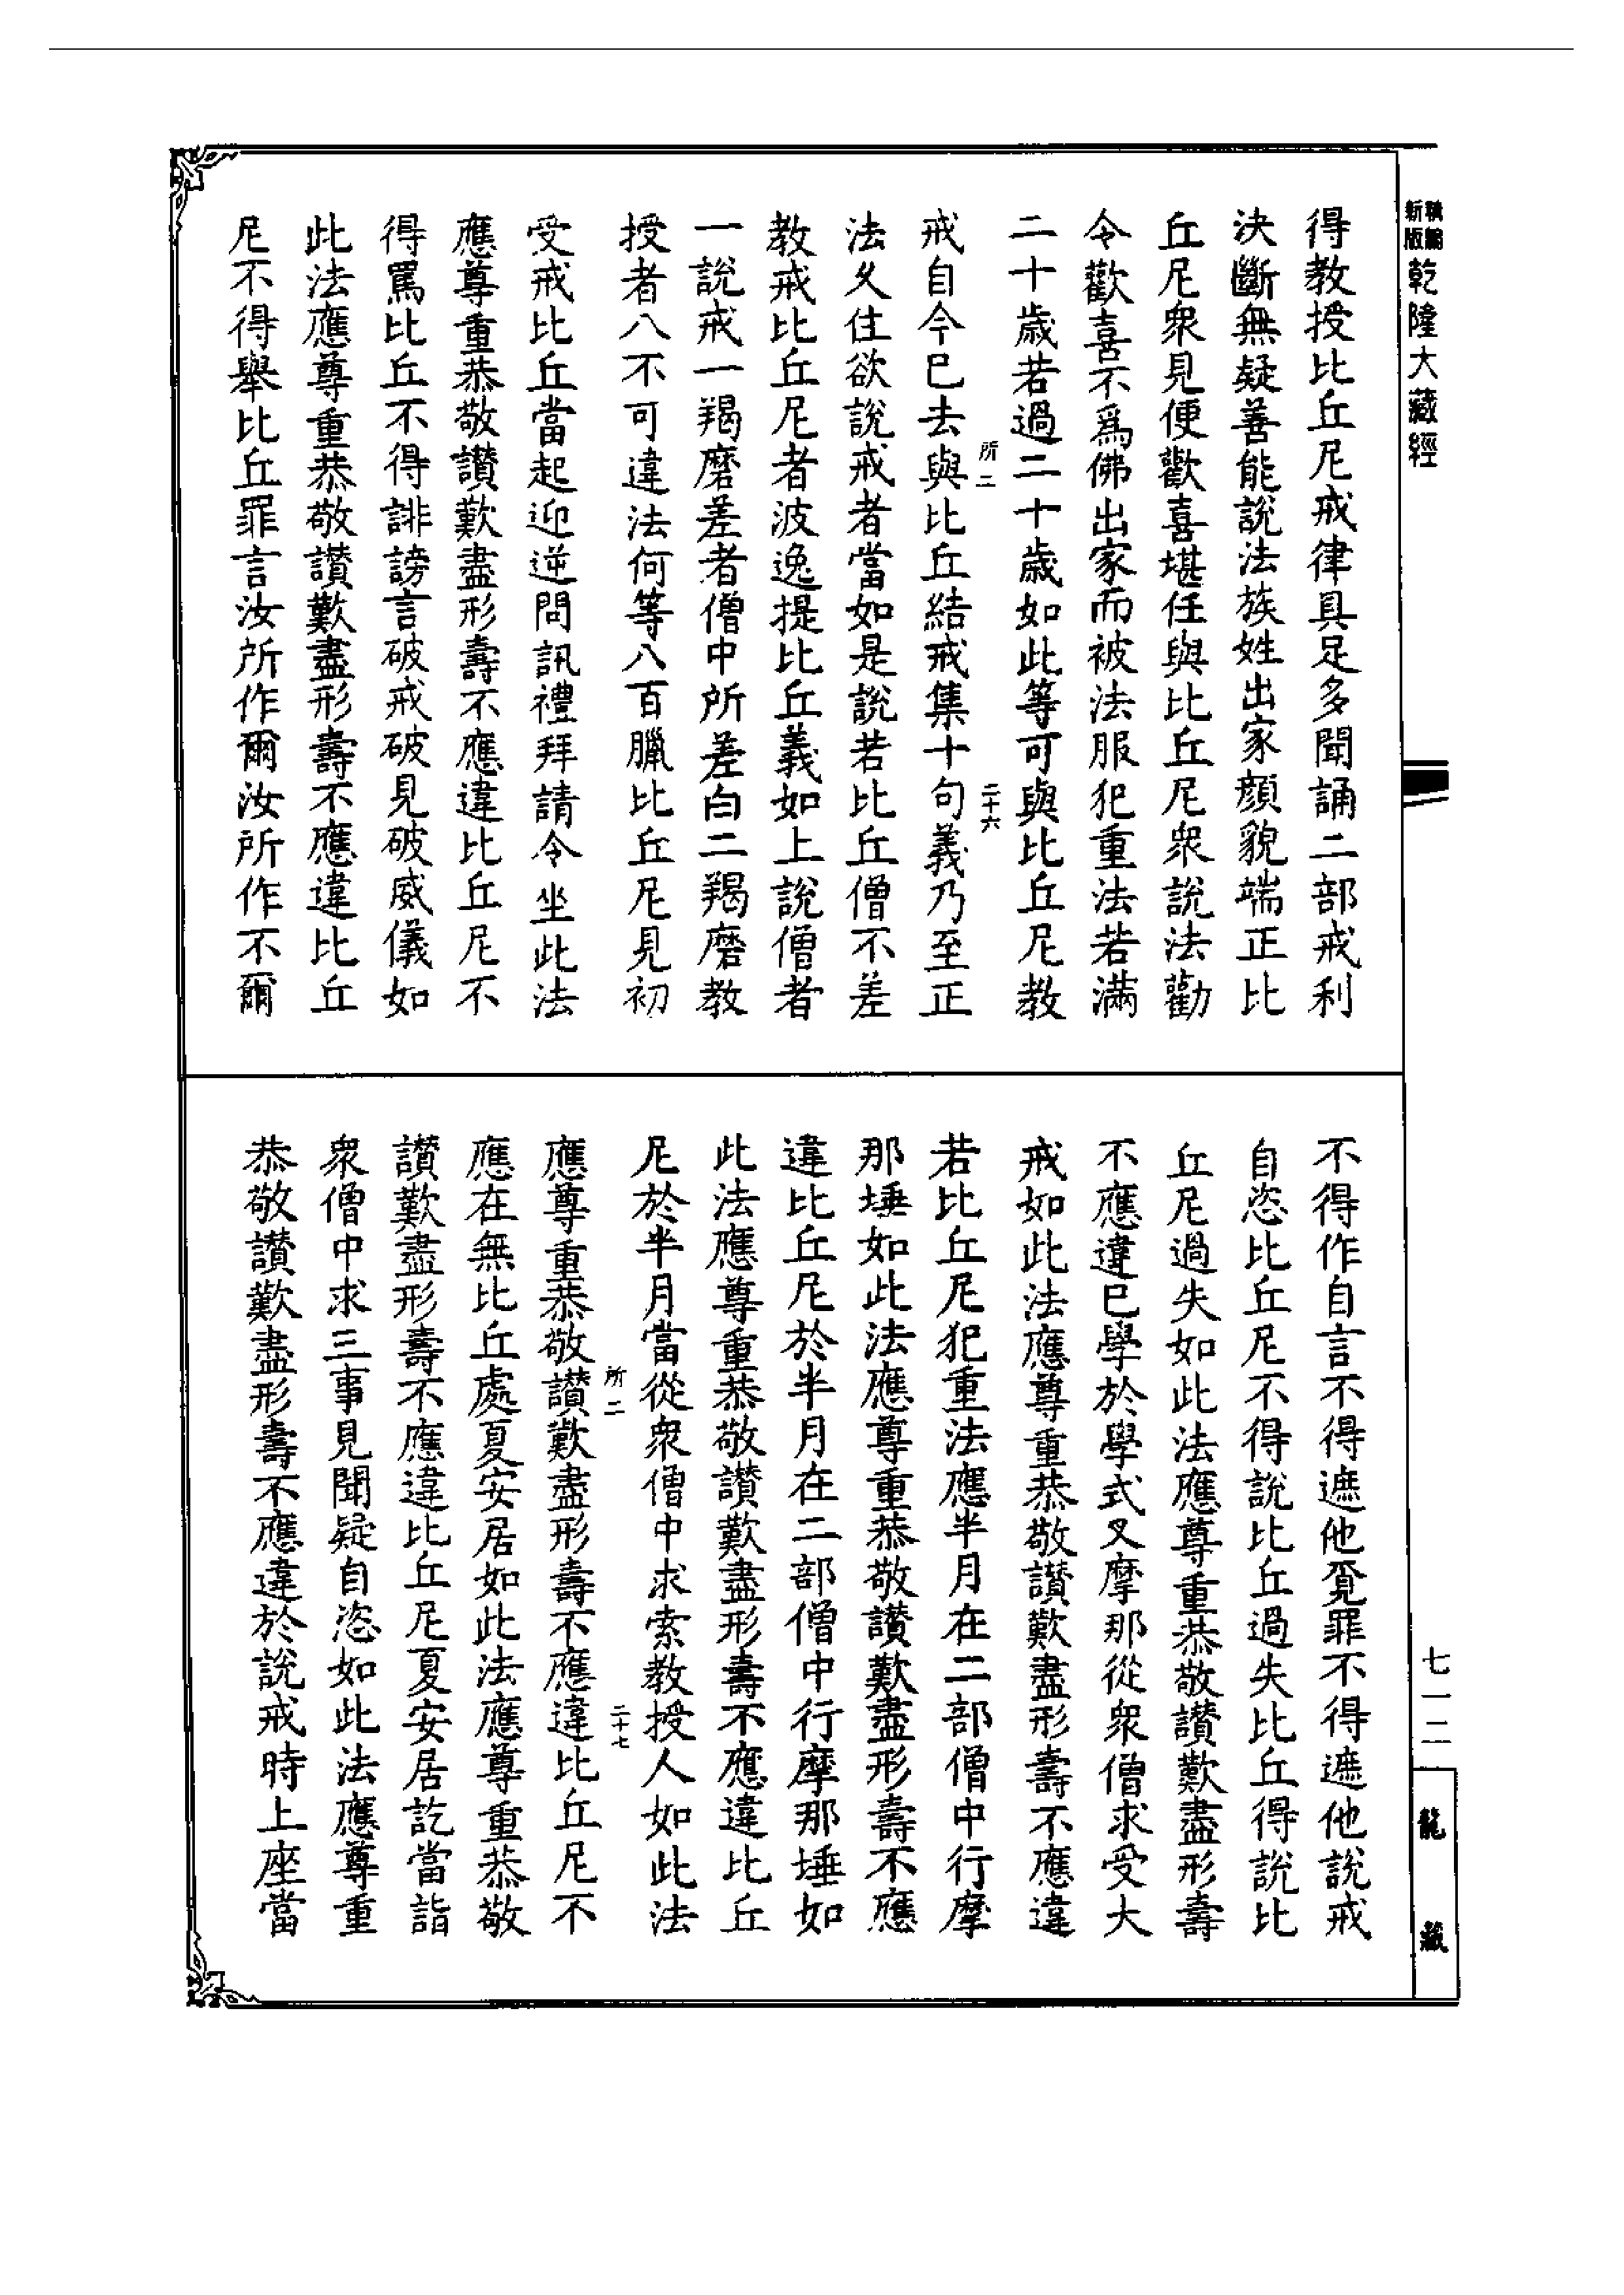 新編
新版
乾隆大藏經
得教授比丘尼戒律具足多聞誦二部戒利
決斷無疑善能說法族姓出家顏貌端正比
丘尼衆見便歡喜堪任與比丘尼衆說法勸
令歡喜不爲佛出家而被法服犯重法若滿
二十歲若過二十歲如此等可與比丘尼教
戒自今已去與比丘結戒集十句義乃至正
所二
二十六
法久住欲說戒者當如是說若比丘僧不差
教戒比丘尼者波逸提比丘義如上說僧者
一說戒一羯磨差者僧中所差白二羯磨教
授者八不可違法何等八百臘比丘尼見初
受戒比丘當起迎逆問訊禮拜請令坐此法
應尊重恭敬讚歎盡形壽不應違比丘尼不
得罵比丘不得誹謗言破戒破見破威儀如
此法應尊重恭敬讚歎盡形壽不應違比丘
尼不得舉比丘罪言汝所作爾汝所作不爾
不得作自言不得遮他覓罪不得遮他說戒
自恣比丘尼不得說比丘過失比丘得說比
丘尼過失如此法應尊重恭敬讚歎盡形壽
不應違已學於學式叉摩那從衆僧求受大
戒如此法應尊重恭敬讚歎盡形壽不應違
若比丘尼犯重法應半月在二部僧中行摩
那埵如此法應尊重恭敬讚歎盡形壽不應
違比丘尼於半月在二部僧中行摩那埵如
此法應尊重恭敬讚歎盡形壽不應違比丘
尼於半月當從衆僧中求索教授人如此法
所二
二十七
應尊重恭敬讚歎盡形壽不應違比丘尼不
應在無比丘處夏安居如此法應尊重恭敬
讚歎盡形壽不應違比丘尼夏安居訖當詣
衆僧中求三事見聞疑自恣如此法應尊重
恭敬讚歎盡形壽不應違於說戒時上座當
七一二
龍藏